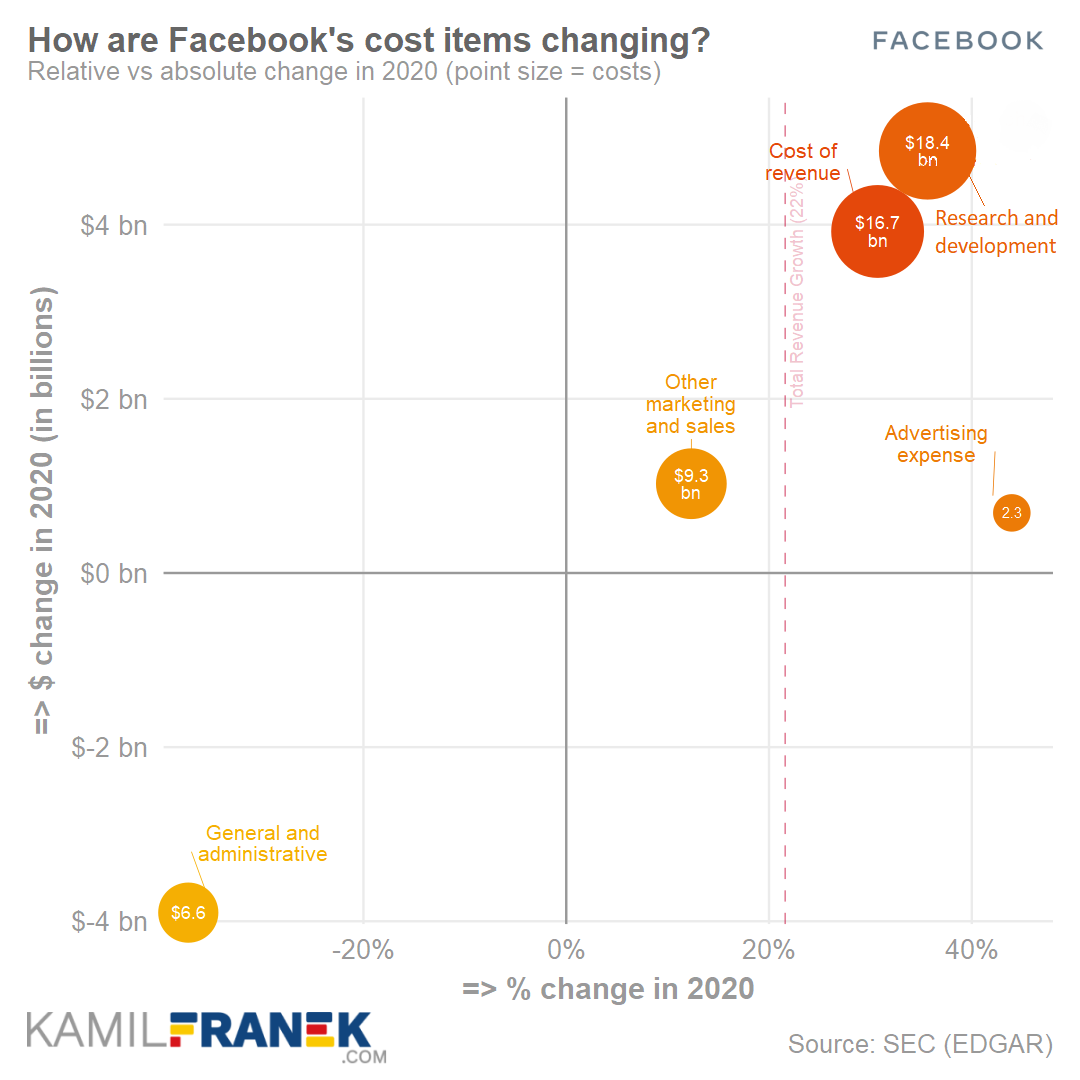 How are Facebook's cost items changing?
FACEBOOK
Relative vs absolute change in 2020 (point size = costs)
$18.4
bn
Cost of
revenue
Research and
development
$16.7
bn
Total Revenue Growth (22%
$4 bn
=> $ change in 2020 (in billions)
Other
marketing
and sales
$2 bn
Advertising
expense
$9.3
bn
2.3
$0 bn
$-2 bn
General and
administrative
$6.6
$-4 bn
-20%
0%
20%
40%
=> % change in 2020
KAMILFRANEK
.COM
Source: SEC (EDGAR)